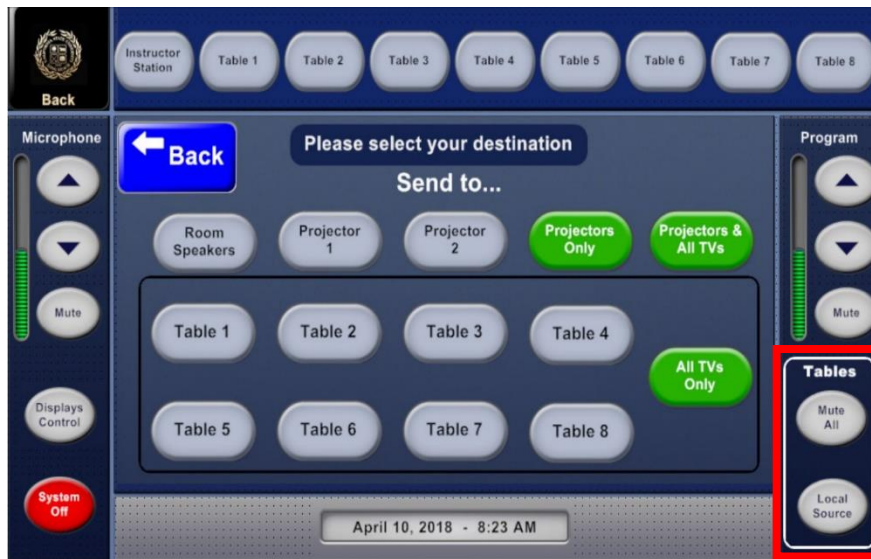 Back
Instructor
Station
Table 1
Table 2
Table 3
Table 4
Table 5
Table 6
Table 7
Table 8
Microphone
Mute
Displays
Control
System
Off
Back
Please select your destination
Send to...
Room
Speakers
Projector
1
Projector
2
Projectors
Only
Projectors &
All TVs
Table 1
Table 2
Table 3
Table 4
All TVs
Only
Table 5
Table 6
Table 7
Table 8
Program
Mute
Tables
Mute
All
Local
Source
April 10, 2018 - 8:23 AM